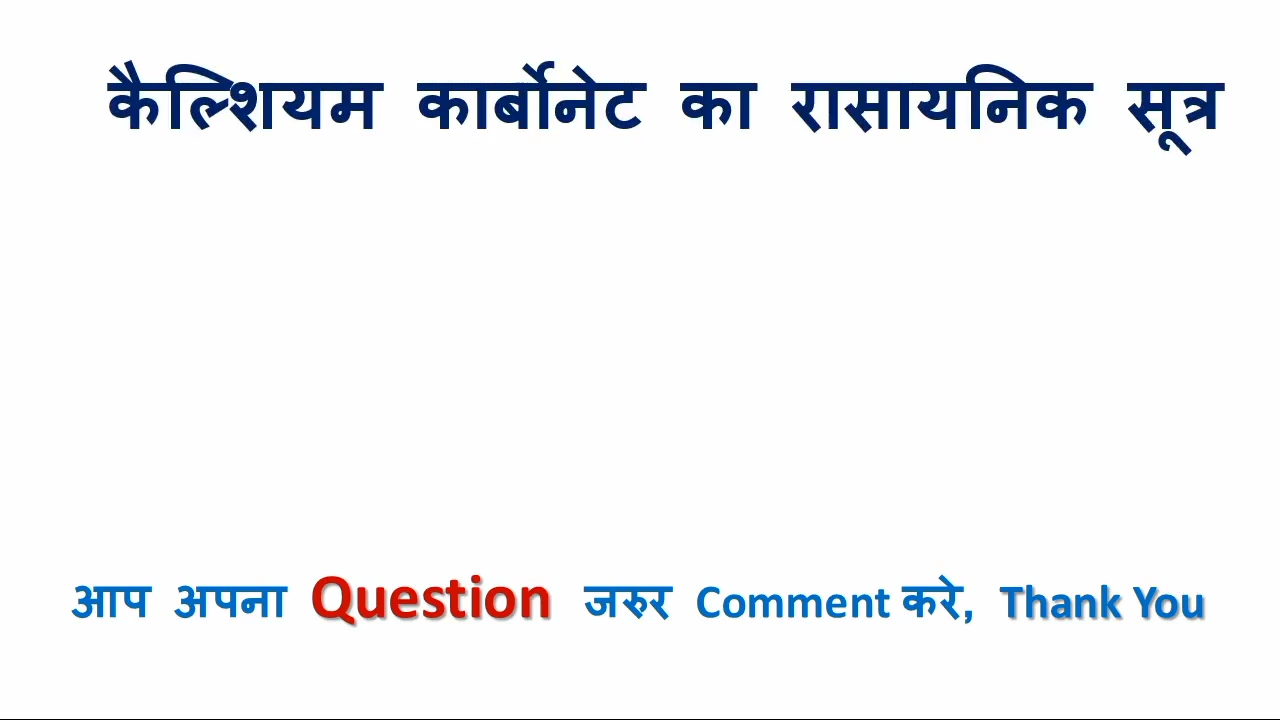 कैल्शियम कार्बोनेट का रासायनिक सूत्र
आप अपना Question जरुर Comment करे, Thank You